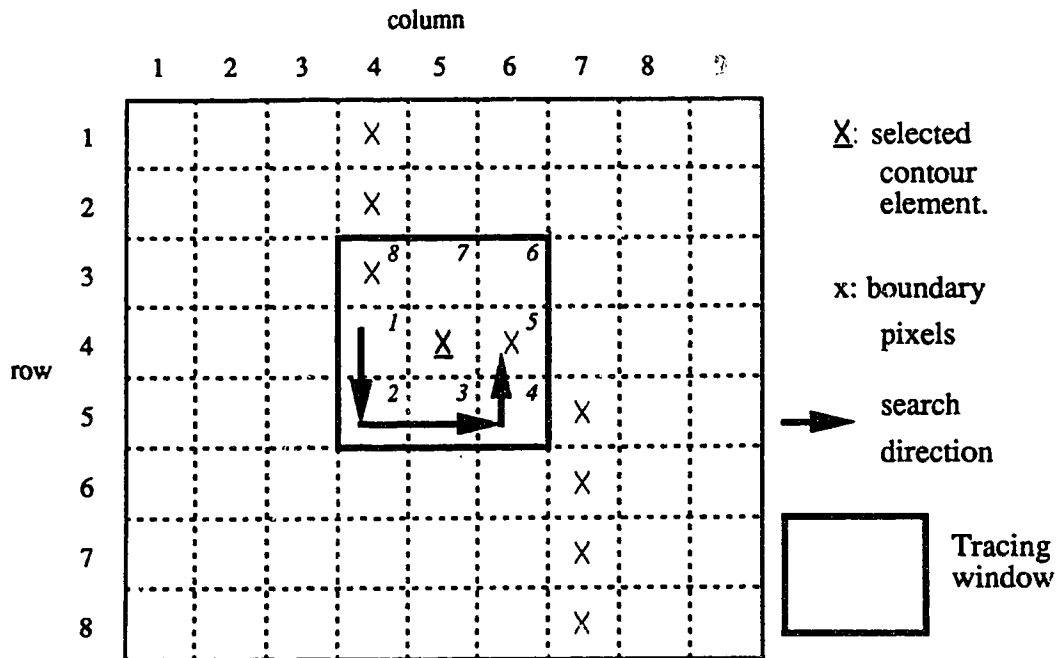 column
1 2 3 4 5 6 7 8
1 X
2 X
3 X 8 7 6
row
4 1 X X 5
5 2 3 4 X
6 X
7 X
8 X
X: selected
contour
element.
x: boundary
pixels
search
direction
Tracing
window